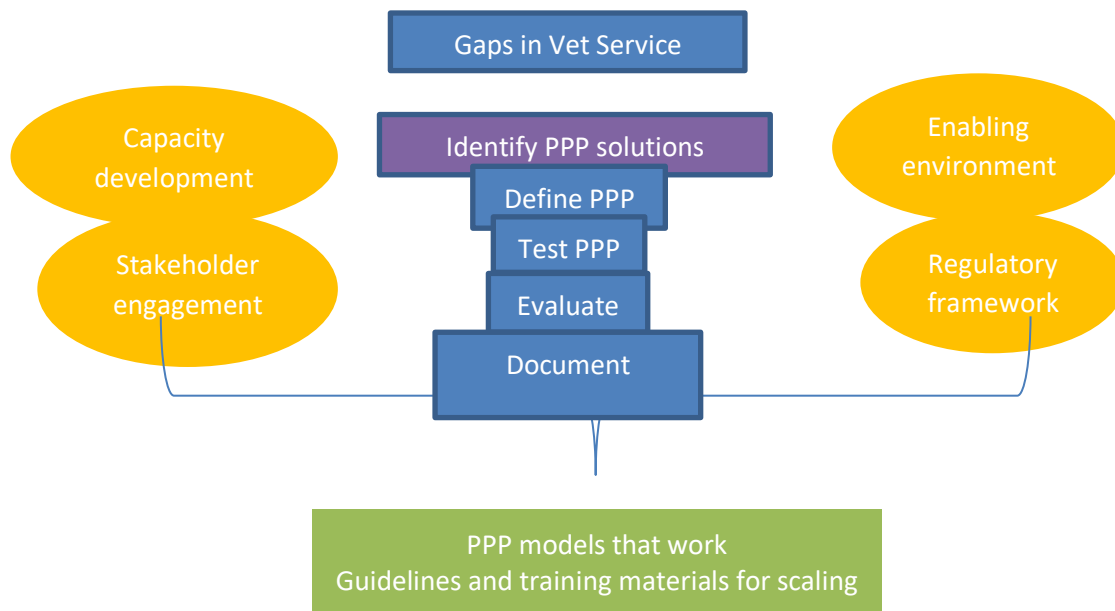 Gaps in Vet Service
Capacity
development
Identify PPP solutions
Enabling
environment
Define PPP
Test PPP
Stakeholder
engagement
Regulatory
framework
Evaluate
Document
PPP models that work
Guidelines and training materials for scaling